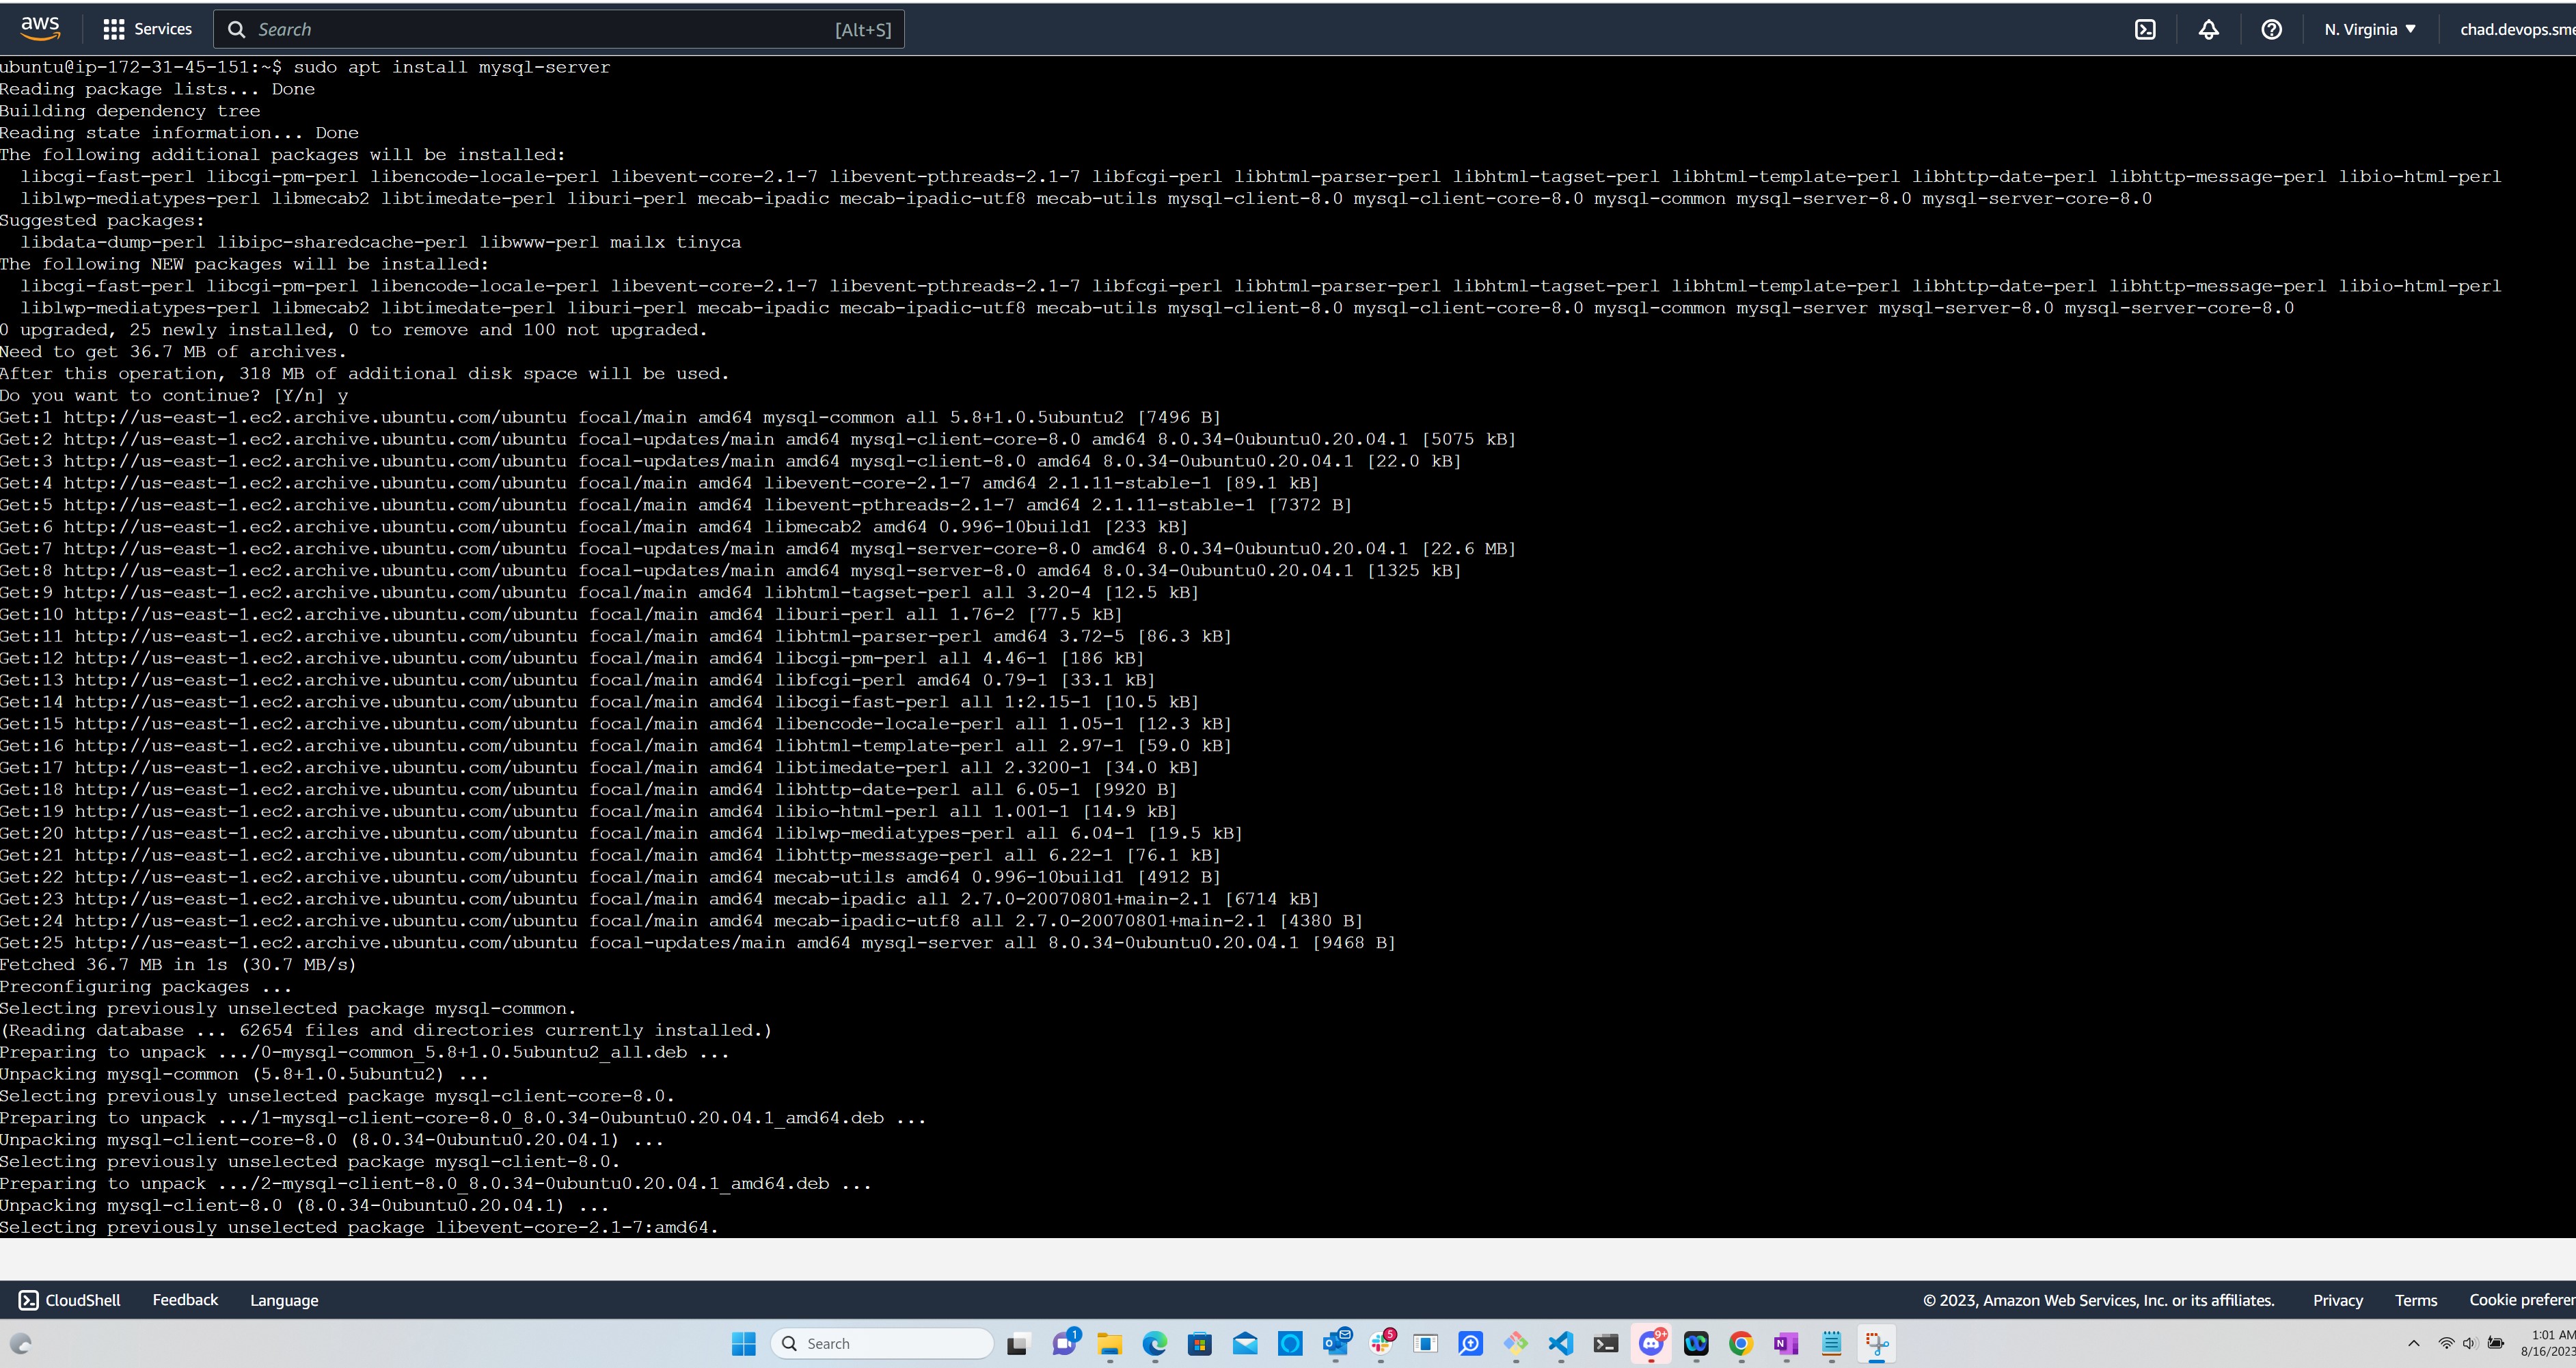 aws Services Search [Alt+S] N. Virginia chad.devops.sme
ubuntu@ip-172-31-45-151:~$ sudo apt install mysql-server
Reading package lists... Done
Building dependency tree
Reading state information... Done
The following additional packages will be installed:
libcgi-fast-perl libcgi-pm-perl libencode-locale-perl libevent-core-2.1-7 libevent-pthreads-2.1-7 libfcgi-perl libhtml-parser-perl libhtml-tagset-perl libhtml-template-perl libhttp-date-perl libhttp-message-perl libio-html-perl
liblwp-mediatypes-perl libmecab2 libtimedate-perl liburi-perl mecab-ipadic mecab-ipadic-utf8 mecab-utils mysql-client-8.0 mysql-client-core-8.0 mysql-common mysql-server-8.0 mysql-server-core-8.0
Suggested packages:
libdata-dump-perl libipc-sharedcache-perl libwww-perl mailx tinyca
The following NEW packages will be installed:
libcgi-fast-perl libcgi-pm-perl libencode-locale-perl libevent-core-2.1-7 libevent-pthreads-2.1-7 libfcgi-perl libhtml-parser-perl libhtml-tagset-perl libhtml-template-perl libhttp-date-perl libhttp-message-perl libio-html-perl
liblwp-mediatypes-perl libmecab2 libtimedate-perl liburi-perl mecab-ipadic mecab-ipadic-utf8 mecab-utils mysql-client-8.0 mysql-client-core-8.0 mysql-common mysql-server mysql-server-8.0 mysql-server-core-8.0
0 upgraded, 25 newly installed, 0 to remove and 100 not upgraded.
Need to get 36.7 MB of archives.
After this operation, 318 MB of additional disk space will be used.
Do you want to continue? [Y/n] y
Get:1 http://us-east-1.ec2.archive.ubuntu.com/ubuntu focal/main amd64 mysql-common all 5.8+1.0.5ubuntu2 [7496 B]
Get:2 http://us-east-1.ec2.archive.ubuntu.com/ubuntu focal-updates/main amd64 mysql-client-core-8.0 amd64 8.0.34-0ubuntu0.20.04.1 [5075 kB]
Get:3 http://us-east-1.ec2.archive.ubuntu.com/ubuntu focal-updates/main amd64 mysql-client-8.0 amd64 8.0.34-0ubuntu0.20.04.1 [22.0 kB]
Get:4 http://us-east-1.ec2.archive.ubuntu.com/ubuntu focal/main amd64 libevent-core-2.1-7 amd64 2.1.11-stable-1 [89.1 kB]
Get:5 http://us-east-1.ec2.archive.ubuntu.com/ubuntu focal/main amd64 libevent-pthreads-2.1-7 amd64 2.1.11-stable-1 [7372 B]
Get:6 http://us-east-1.ec2.archive.ubuntu.com/ubuntu focal/main amd64 libmecab2 amd64 0.996-10build1 [233 kB]
Get:7 http://us-east-1.ec2.archive.ubuntu.com/ubuntu focal-updates/main amd64 mysql-server-core-8.0 amd64 8.0.34-0ubuntu0.20.04.1 [22.6 MB]
Get:8 http://us-east-1.ec2.archive.ubuntu.com/ubuntu focal-updates/main amd64 mysql-server-8.0 amd64 8.0.34-0ubuntu0.20.04.1 [1325 kB]
Get:9 http://us-east-1.ec2.archive.ubuntu.com/ubuntu focal/main amd64 libhtml-tagset-perl all 3.20-4 [12.5 kB]
Get:10 http://us-east-1.ec2.archive.ubuntu.com/ubuntu focal/main amd64 liburi-perl all 1.76-2 [77.5 kB]
Get:11 http://us-east-1.ec2.archive.ubuntu.com/ubuntu focal/main amd64 libhtml-parser-perl amd64 3.72-5 [86.3 kB]
Get:12 http://us-east-1.ec2.archive.ubuntu.com/ubuntu focal/main amd64 libcgi-pm-perl all 4.46-1 [186 kB]
Get:13 http://us-east-1.ec2.archive.ubuntu.com/ubuntu focal/main amd64 libfcgi-perl amd64 0.79-1 [33.1 kB]
Get:14 http://us-east-1.ec2.archive.ubuntu.com/ubuntu focal/main amd64 libcgi-fast-perl all 1:2.15-1 [10.5 kB]
Get:15 http://us-east-1.ec2.archive.ubuntu.com/ubuntu focal/main amd64 libencode-locale-perl all 1.05-1 [12.3 kB]
Get:16 http://us-east-1.ec2.archive.ubuntu.com/ubuntu focal/main amd64 libhtml-template-perl all 2.97-1 [59.0 kB]
Get:17 http://us-east-1.ec2.archive.ubuntu.com/ubuntu focal/main amd64 libtimedate-perl all 2.3200-1 [34.0 kB]
Get:18 http://us-east-1.ec2.archive.ubuntu.com/ubuntu focal/main amd64 libhttp-date-perl all 6.05-1 [9920 B]
Get:19 http://us-east-1.ec2.archive.ubuntu.com/ubuntu focal/main amd64 libio-html-perl all 1.001-1 [14.9 kB]
Get:20 http://us-east-1.ec2.archive.ubuntu.com/ubuntu focal/main amd64 liblwp-mediatypes-perl all 6.04-1 [19.5 kB]
Get:21 http://us-east-1.ec2.archive.ubuntu.com/ubuntu focal/main amd64 libhttp-message-perl all 6.22-1 [76.1 kB]
Get:22 http://us-east-1.ec2.archive.ubuntu.com/ubuntu focal/main amd64 mecab-utils amd64 0.996-10build1 [4912 B]
Get:23 http://us-east-1.ec2.archive.ubuntu.com/ubuntu focal/main amd64 mecab-ipadic all 2.7.0-20070801+main-2.1 [6714 kB]
Get:24 http://us-east-1.ec2.archive.ubuntu.com/ubuntu focal/main amd64 mecab-ipadic-utf8 all 2.7.0-20070801+main-2.1 [4380 B]
Get:25 http://us-east-1.ec2.archive.ubuntu.com/ubuntu focal-updates/main amd64 mysql-server all 8.0.34-0ubuntu0.20.04.1 [9468 B]
Fetched 36.7 MB in 1s (30.7 MB/s)
Preconfiguring packages ...
Selecting previously unselected package mysql-common.
(Reading database ... 62654 files and directories currently installed.)
Preparing to unpack .../0-mysql-common_5.8+1.0.5ubuntu2_all.deb ...
Unpacking mysql-common (5.8+1.0.5ubuntu2) ...
Selecting previously unselected package mysql-client-core-8.0.
Preparing to unpack .../1-mysql-client-core-8.0_8.0.34-0ubuntu0.20.04.1_amd64.deb ...
Unpacking mysql-client-core-8.0 (8.0.34-0ubuntu0.20.04.1) ...
Selecting previously unselected package mysql-client-8.0.
Preparing to unpack .../2-mysql-client-8.0_8.0.34-0ubuntu0.20.04.1_amd64.deb ...
Unpacking mysql-client-8.0 (8.0.34-0ubuntu0.20.04.1) ...
Selecting previously unselected package libevent-core-2.1-7:amd64.
CloudShell Feedback Language © 2023, Amazon Web Services, Inc. or its affiliates. Privacy Terms Cookie preferen
Search 1 5 9+ 1:01 AM
8/16/202